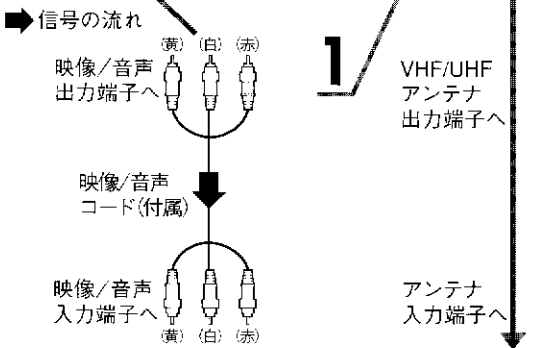 ➡信号の流れ
(黄) (白) (赤)
映像/音声
出力端子へ
映像/音声
コード(付属)
映像/音声
入力端子へ
(黄) (白) (赤)
1
VHF/UHF
アンテナ
出力端子へ
アンテナ
入力端子へ